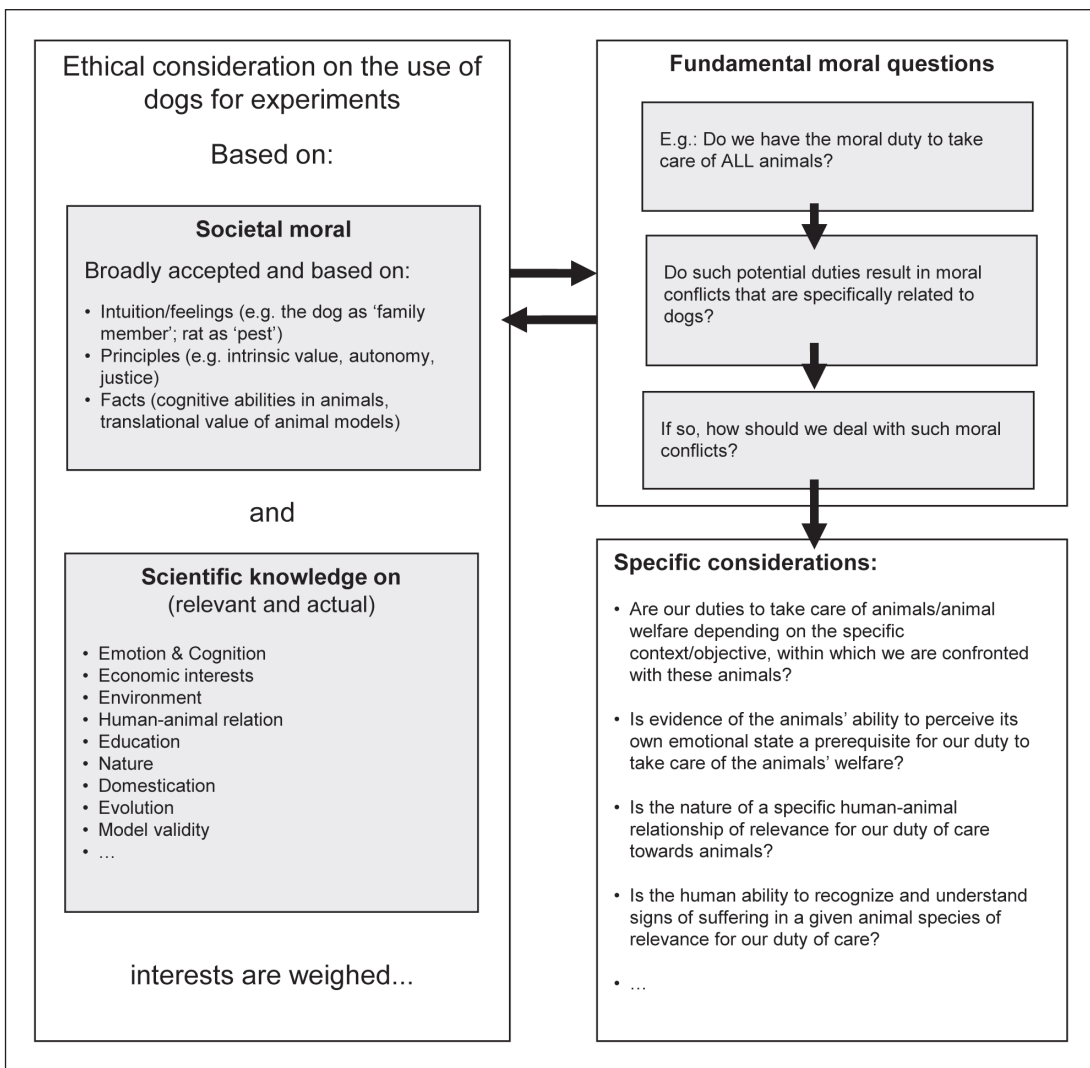 Ethical consideration on the use of
dogs for experiments
Based on:
Societal moral
Broadly accepted and based on:
• Intuition/feelings (e.g. the dog as ‘family
member’; rat as ‘pest’)
• Principles (e.g. intrinsic value, autonomy,
justice)
• Facts (cognitive abilities in animals,
translational value of animal models)
and
Scientific knowledge on
(relevant and actual)
• Emotion & Cognition
• Economic interests
• Environment
• Human-animal relation
• Education
• Nature
• Domestication
• Evolution
• Model validity
• …
interests are weighed...
Fundamental moral questions
E.g.: Do we have the moral duty to take
care of ALL animals?
Do such potential duties result in moral
conflicts that are specifically related to
dogs?
If so, how should we deal with such moral
conflicts?
Specific considerations:
• Are our duties to take care of animals/animal
welfare depending on the specific
context/objective, within which we are confronted
with these animals?
• Is evidence of the animals’ ability to perceive its
own emotional state a prerequisite for our duty to
take care of the animals’ welfare?
• Is the nature of a specific human-animal
relationship of relevance for our duty of care
towards animals?
• Is the human ability to recognize and understand
signs of suffering in a given animal species of
relevance for our duty of care?
• …